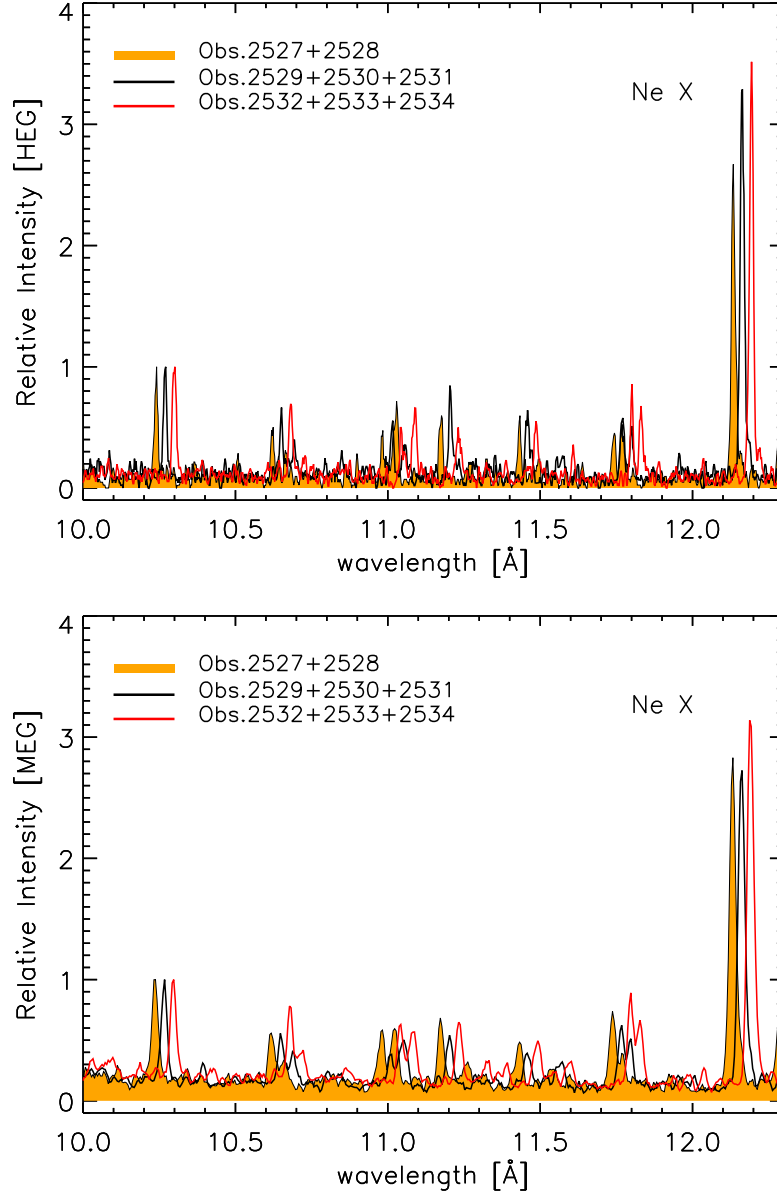 4
Obs.2527+2528
Obs.2529+2530+2531
Obs.2532+2533+2534
Ne X
3
2
1
0
Relative Intensity [HEG]
10.0 10.5 11.0 11.5 12.0
wavelength [Å]
4
Obs.2527+2528
Obs.2529+2530+2531
Obs.2532+2533+2534
Ne X
3
2
1
0
Relative Intensity [MEG]
10.0 10.5 11.0 11.5 12.0
wavelength [Å]